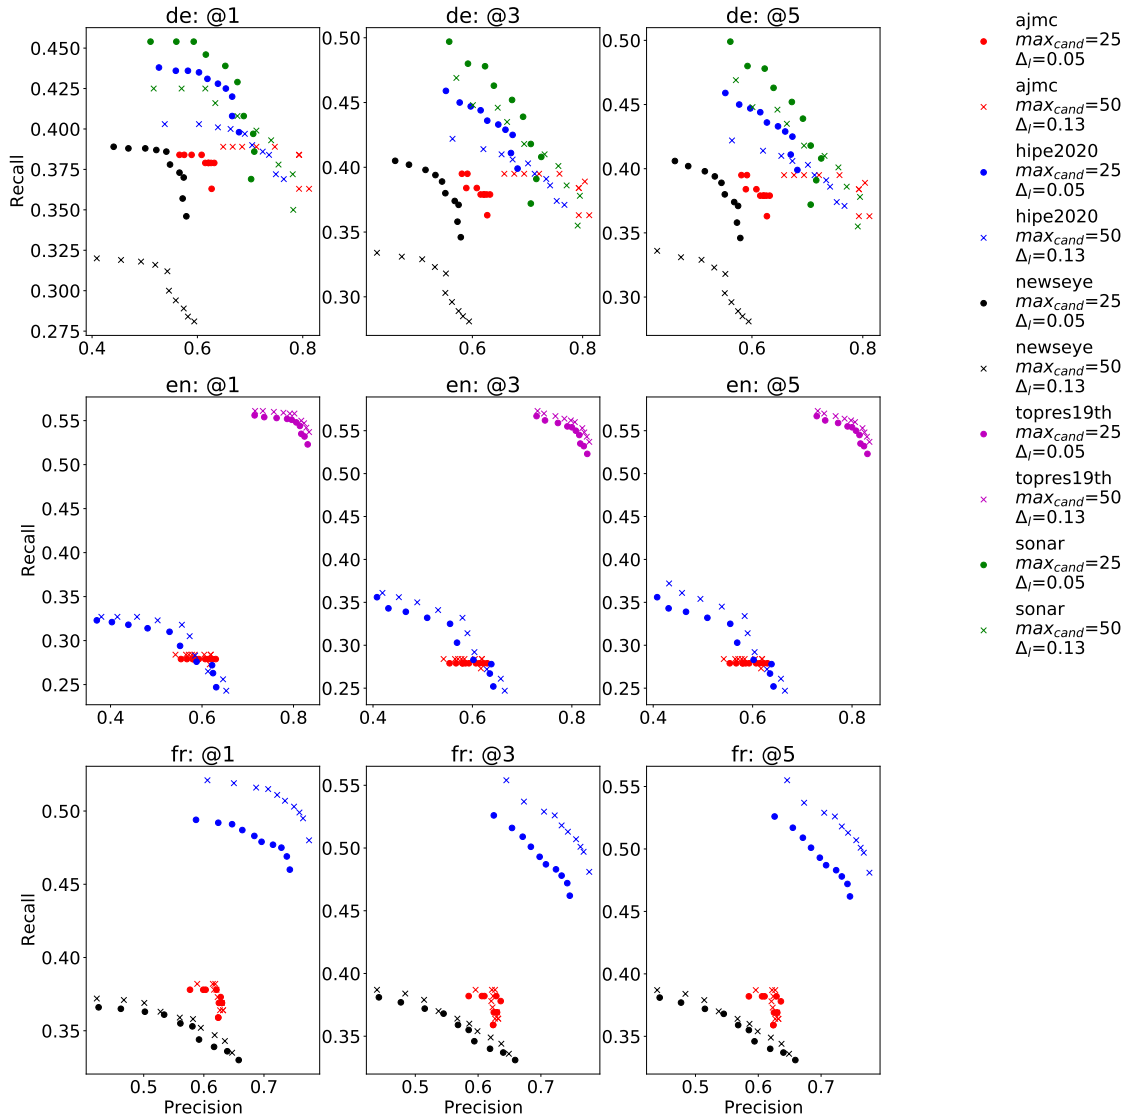 de: @1
de: @3
de: @5
0.450
0.425
0.400
0.375
0.350
0.325
0.300
0.275
Recall
0.4
0.6
0.8
0.50
0.45
0.40
0.35
0.30
0.6
0.8
0.50
0.45
0.40
0.35
0.30
0.6
0.8
en: @1
en: @3
en: @5
0.55
0.50
0.45
0.40
0.35
0.30
0.25
Recall
0.4
0.6
0.8
0.55
0.50
0.45
0.40
0.35
0.30
0.25
0.4
0.6
0.8
0.55
0.50
0.45
0.40
0.35
0.30
0.25
0.4
0.6
0.8
fr: @1
fr: @3
fr: @5
0.50
0.45
0.40
0.35
Recall
0.5
0.6
0.7
Precision
0.55
0.50
0.45
0.40
0.35
0.5
0.6
0.7
Precision
0.55
0.50
0.45
0.40
0.35
0.5
0.6
0.7
Precision
ajmc
max_cand=25
Δ_l=0.05
ajmc
max_cand=50
Δ_l=0.13
hipe2020
max_cand=25
Δ_l=0.05
hipe2020
max_cand=50
Δ_l=0.13
newseye
max_cand=25
Δ_l=0.05
newseye
max_cand=50
Δ_l=0.13
topres19th
max_cand=25
Δ_l=0.05
topres19th
max_cand=50
Δ_l=0.13
sonar
max_cand=25
Δ_l=0.05
sonar
max_cand=50
Δ_l=0.13